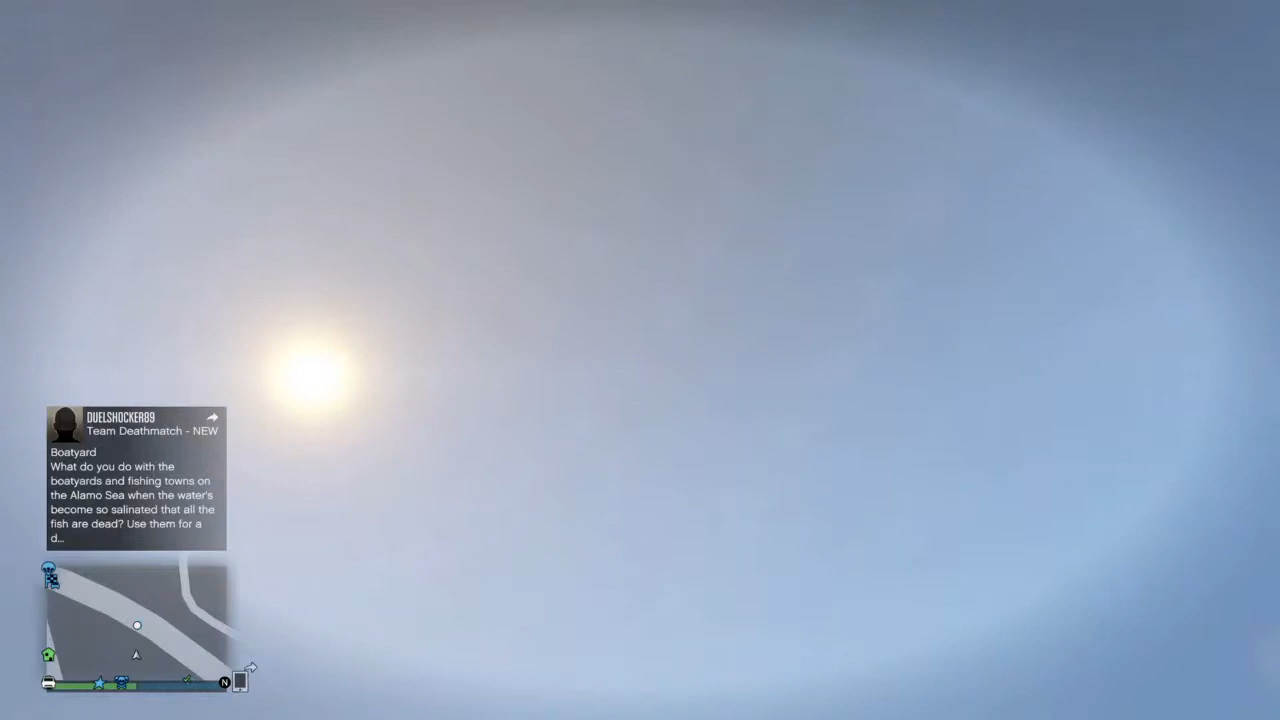 DUELSHOCKER89
Team Deathmatch - NEW
Boatyard
What do you do with the
boatyards and fishing towns on
the Alamo Sea when the water's
become so salinated that all the
fish are dead? Use them for a
d...
N